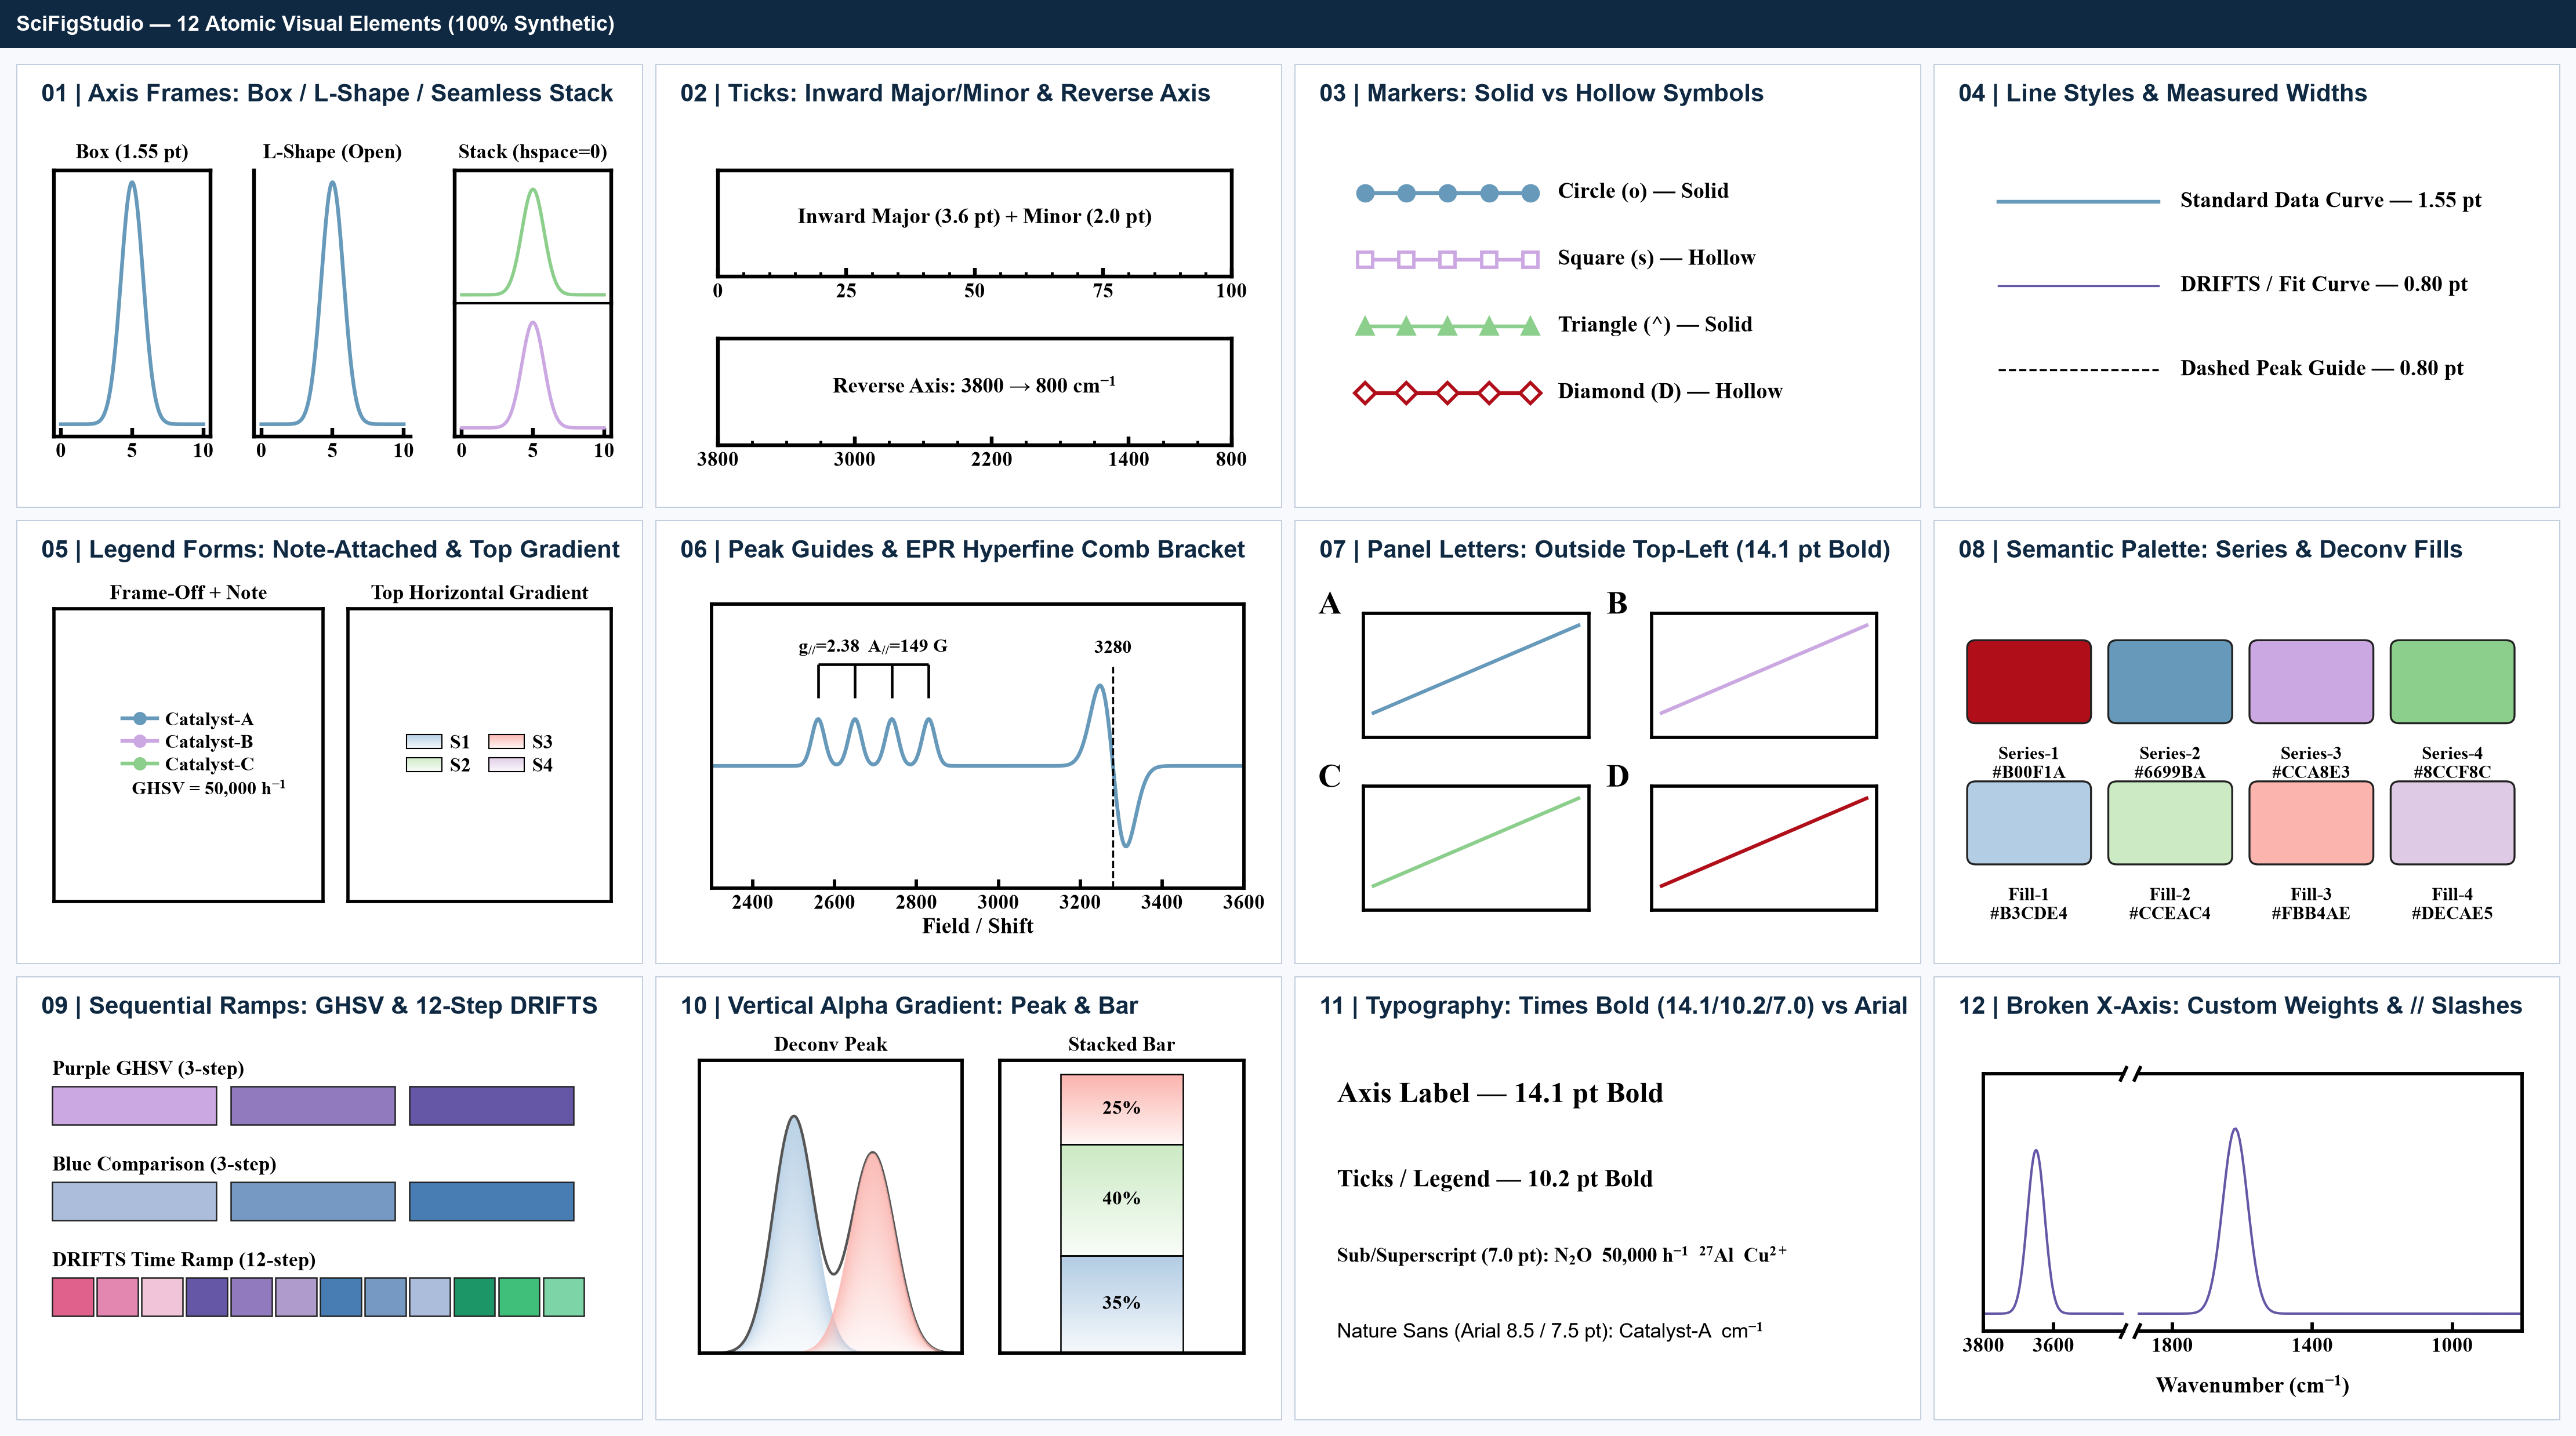 SciFigStudio — 12 Atomic Visual Elements (100% Synthetic)
01 | Axis Frames: Box / L-Shape / Seamless Stack
Box (1.55 pt)
L-Shape (Open)
Stack (hspace=0)
0 5 10
0 5 10
0 5 10
02 | Ticks: Inward Major/Minor & Reverse Axis
Inward Major (3.6 pt) + Minor (2.0 pt)
0 25 50 75 100
Reverse Axis: 3800 → 800 cm⁻¹
3800 3000 2200 1400 800
03 | Markers: Solid vs Hollow Symbols
Circle (o) — Solid
Square (s) — Hollow
Triangle (^) — Solid
Diamond (D) — Hollow
04 | Line Styles & Measured Widths
Standard Data Curve — 1.55 pt
DRIFTS / Fit Curve — 0.80 pt
Dashed Peak Guide — 0.80 pt
05 | Legend Forms: Note-Attached & Top Gradient
Frame-Off + Note
Catalyst-A
Catalyst-B
Catalyst-C
GHSV = 50,000 h⁻¹
Top Horizontal Gradient
S1 S3
S2 S4
06 | Peak Guides & EPR Hyperfine Comb Bracket
g//=2.38 A//=149 G
3280
2400 2600 2800 3000 3200 3400 3600
Field / Shift
07 | Panel Letters: Outside Top-Left (14.1 pt Bold)
A
B
C
D
08 | Semantic Palette: Series & Deconv Fills
Series-1 Series-2 Series-3 Series-4
#B00F1A #6699BA #CCA8E3 #8CCF8C
Fill-1 Fill-2 Fill-3 Fill-4
#B3CDE4 #CCEAC4 #FBB4AE #DECAE5
09 | Sequential Ramps: GHSV & 12-Step DRIFTS
Purple GHSV (3-step)
Blue Comparison (3-step)
DRIFTS Time Ramp (12-step)
10 | Vertical Alpha Gradient: Peak & Bar
Deconv Peak
Stacked Bar
25%
40%
35%
11 | Typography: Times Bold (14.1/10.2/7.0) vs Arial
Axis Label — 14.1 pt Bold
Ticks / Legend — 10.2 pt Bold
Sub/Superscript (7.0 pt): N₂O 50,000 h⁻¹ ²⁷Al Cu²⁺
Nature Sans (Arial 8.5 / 7.5 pt): Catalyst-A cm⁻¹
12 | Broken X-Axis: Custom Weights & // Slashes
3800 3600 1800 1400 1000
Wavenumber (cm⁻¹)